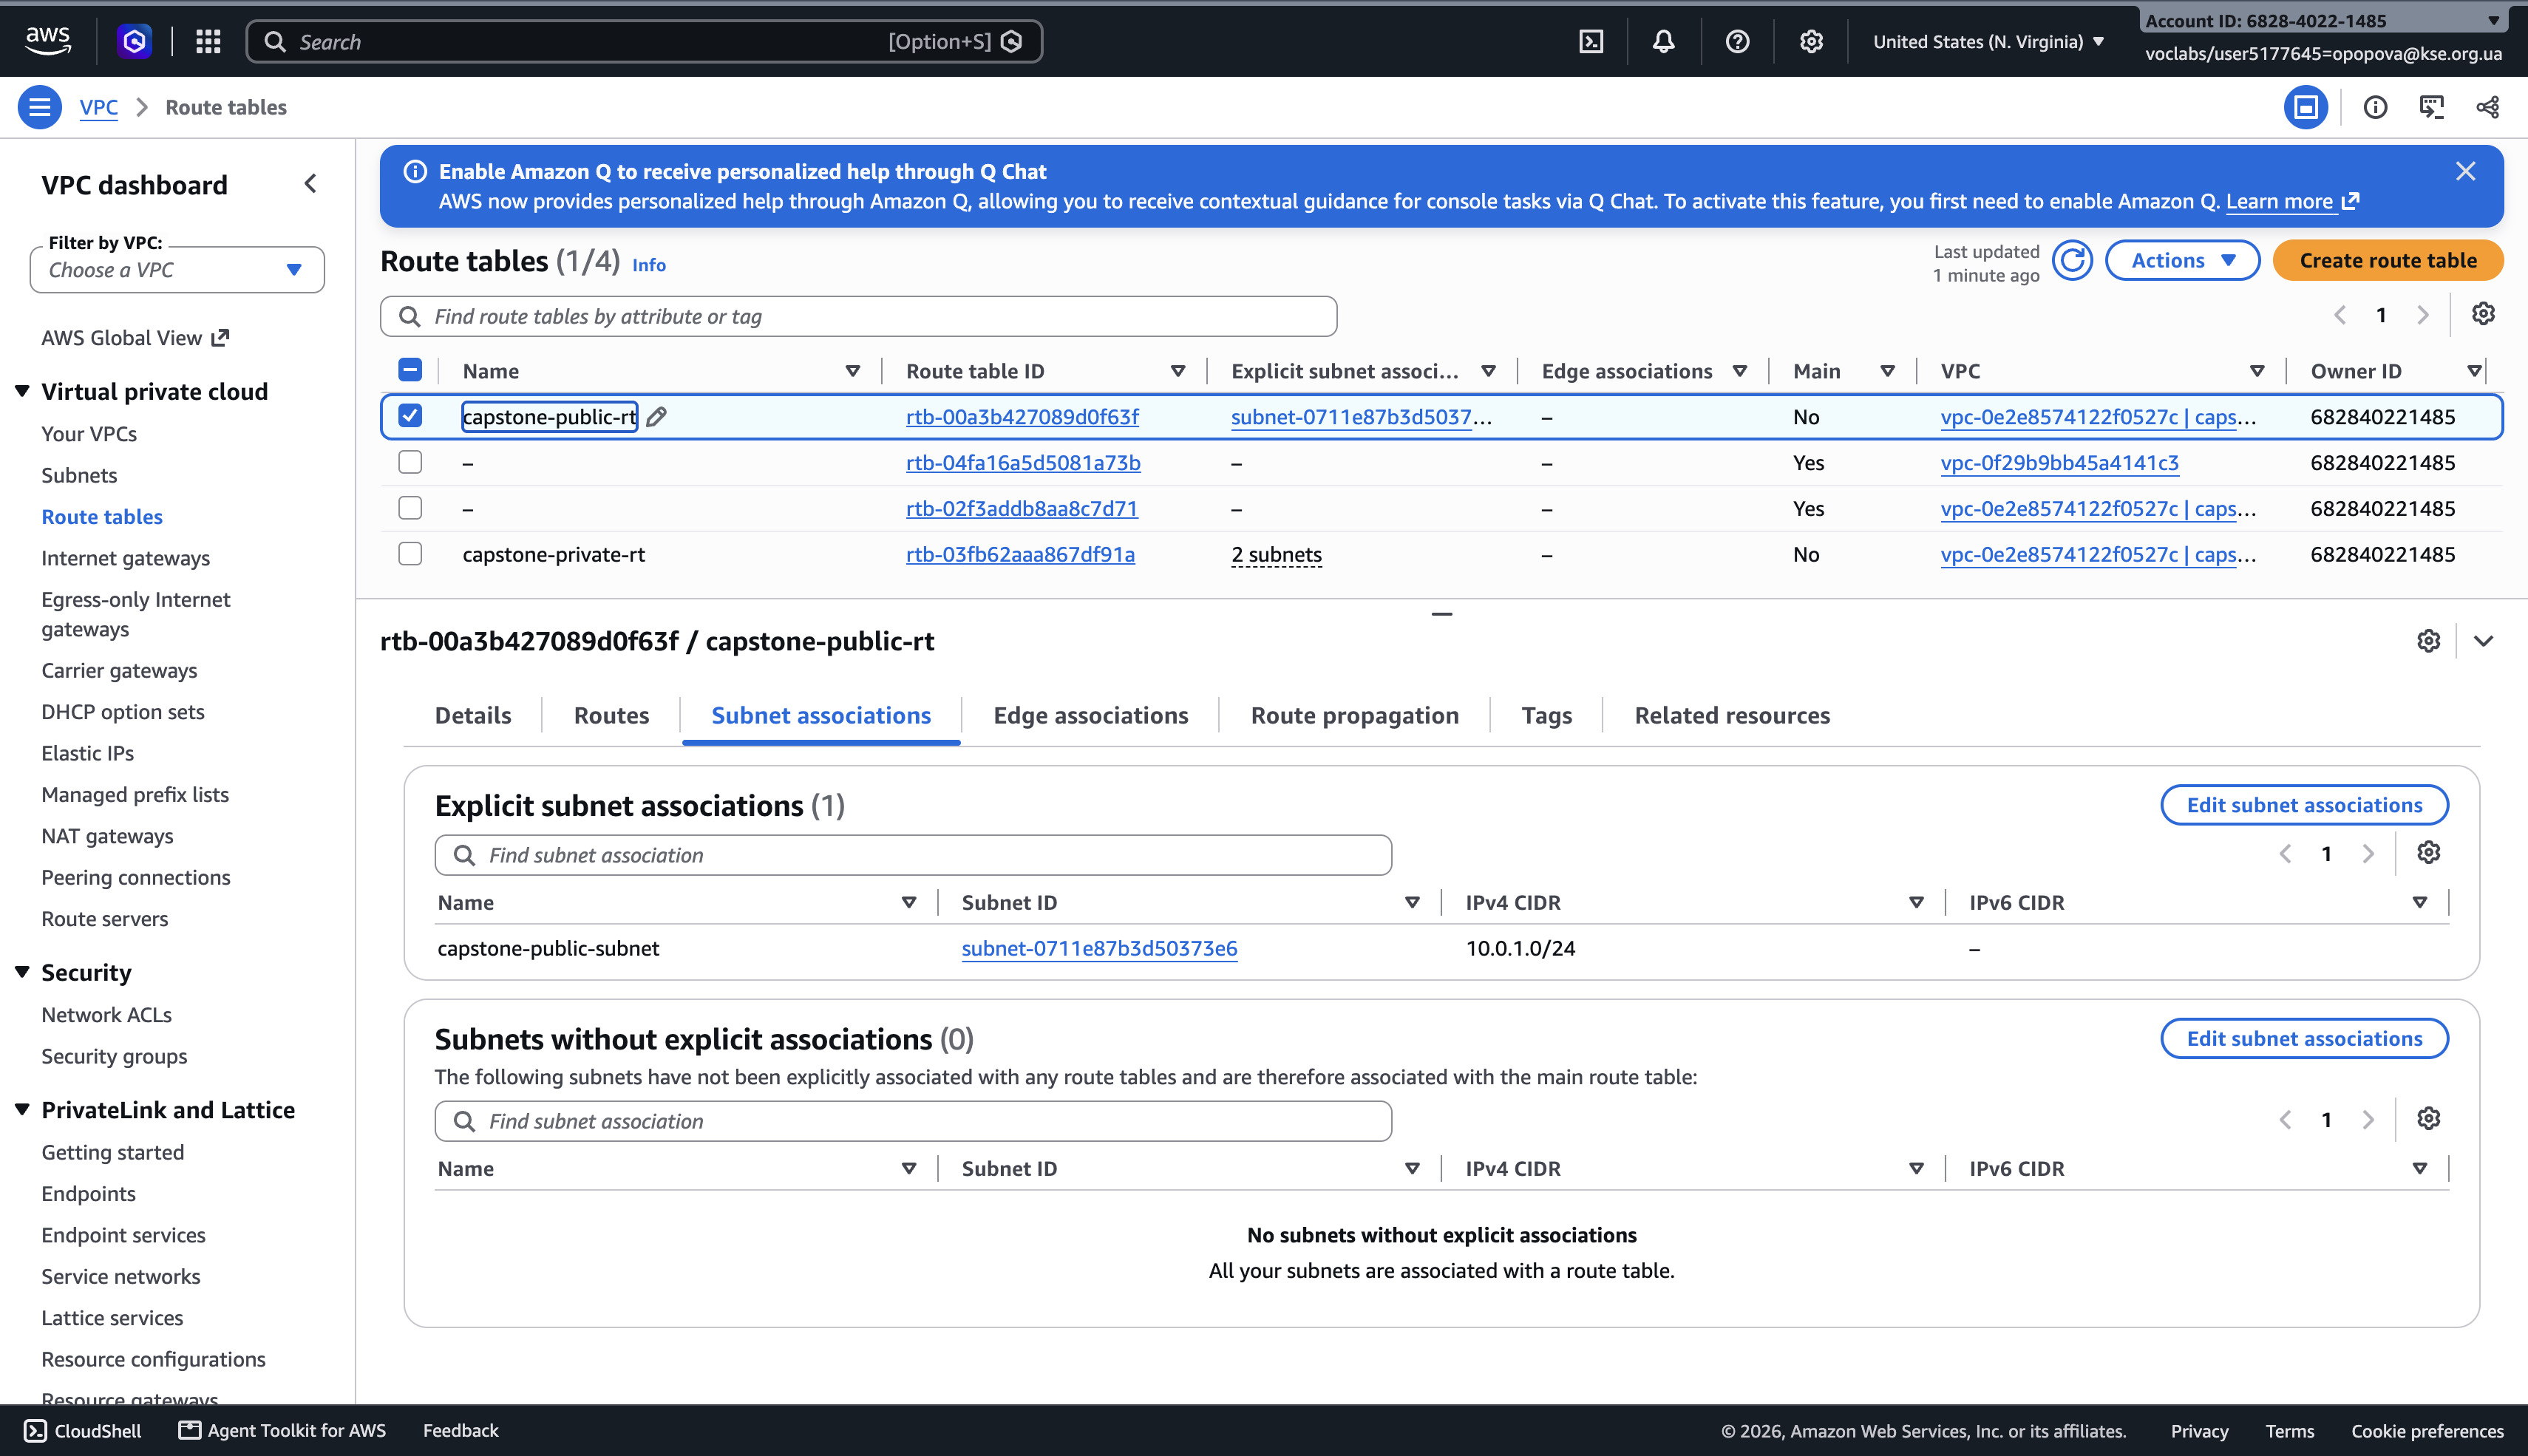 aws
Search
[Option+S]
United States (N. Virginia)
Account ID: 6828-4022-1485
voclabs/user5177645=opopova@kse.org.ua
VPC
Route tables
VPC dashboard
Filter by VPC:
Choose a VPC
AWS Global View
Virtual private cloud
Your VPCs
Subnets
Route tables
Internet gateways
Egress-only Internet
gateways
Carrier gateways
DHCP option sets
Elastic IPs
Managed prefix lists
NAT gateways
Peering connections
Route servers
Security
Network ACLs
Security groups
PrivateLink and Lattice
Getting started
Endpoints
Endpoint services
Service networks
Lattice services
Resource configurations
Resource gateways
Enable Amazon Q to receive personalized help through Q Chat
AWS now provides personalized help through Amazon Q, allowing you to receive contextual guidance for console tasks via Q Chat. To activate this feature, you first need to enable Amazon Q. Learn more
Route tables (1/4) Info
Last updated
1 minute ago
Actions
Create route table
Find route tables by attribute or tag
1
Name Route table ID Explicit subnet associ... Edge associations Main VPC Owner ID
capstone-public-rt rtb-00a3b427089d0f63f subnet-0711e87b3d5037... – No vpc-0e2e8574122f0527c | caps... 682840221485
– rtb-04fa16a5d5081a73b – – Yes vpc-0f29b9bb45a4141c3 682840221485
– rtb-02f3addb8aa8c7d71 – – Yes vpc-0e2e8574122f0527c | caps... 682840221485
capstone-private-rt rtb-03fb62aaa867df91a 2 subnets – No vpc-0e2e8574122f0527c | caps... 682840221485
rtb-00a3b427089d0f63f / capstone-public-rt
Details Routes Subnet associations Edge associations Route propagation Tags Related resources
Explicit subnet associations (1)
Edit subnet associations
Find subnet association
1
Name Subnet ID IPv4 CIDR IPv6 CIDR
capstone-public-subnet subnet-0711e87b3d50373e6 10.0.1.0/24 –
Subnets without explicit associations (0)
Edit subnet associations
The following subnets have not been explicitly associated with any route tables and are therefore associated with the main route table:
Find subnet association
1
Name Subnet ID IPv4 CIDR IPv6 CIDR
No subnets without explicit associations
All your subnets are associated with a route table.
CloudShell Agent Toolkit for AWS Feedback
© 2026, Amazon Web Services, Inc. or its affiliates. Privacy Terms Cookie preferences